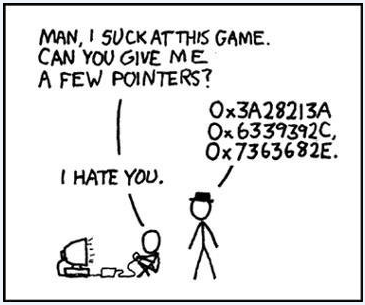 MAN, I SUCK AT THIS GAME.
CAN YOU GIVE ME
A FEW POINTERS?
0x3A28213A
0x6339392C,
0x7363682E.
I HATE YOU.